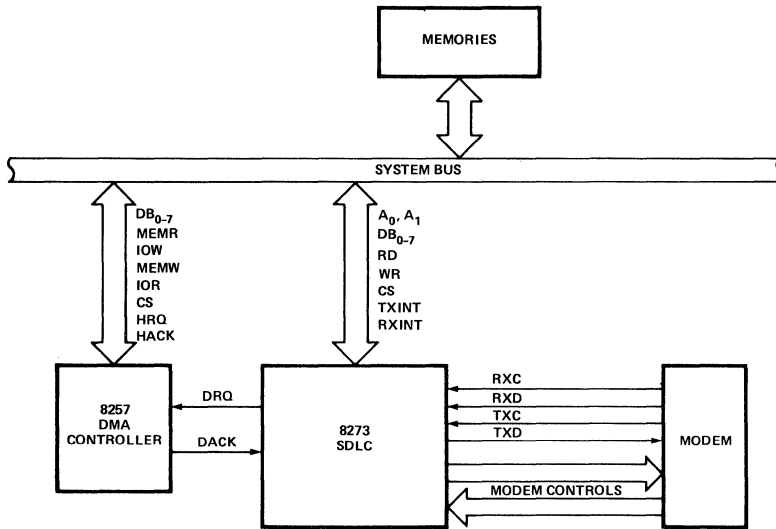 MEMORIES
SYSTEM BUS
DB₀₋₇
MEMR
IOW
MEMW
IOR
CS
HRQ
HACK
A₀, A₁
DB₀₋₇
RD
WR
CS
TXINT
RXINT
8257
DMA
CONTROLLER
DRQ
DACK
8273
SDLC
RXC
RXD
TXC
TXD
MODEM CONTROLS
MODEM